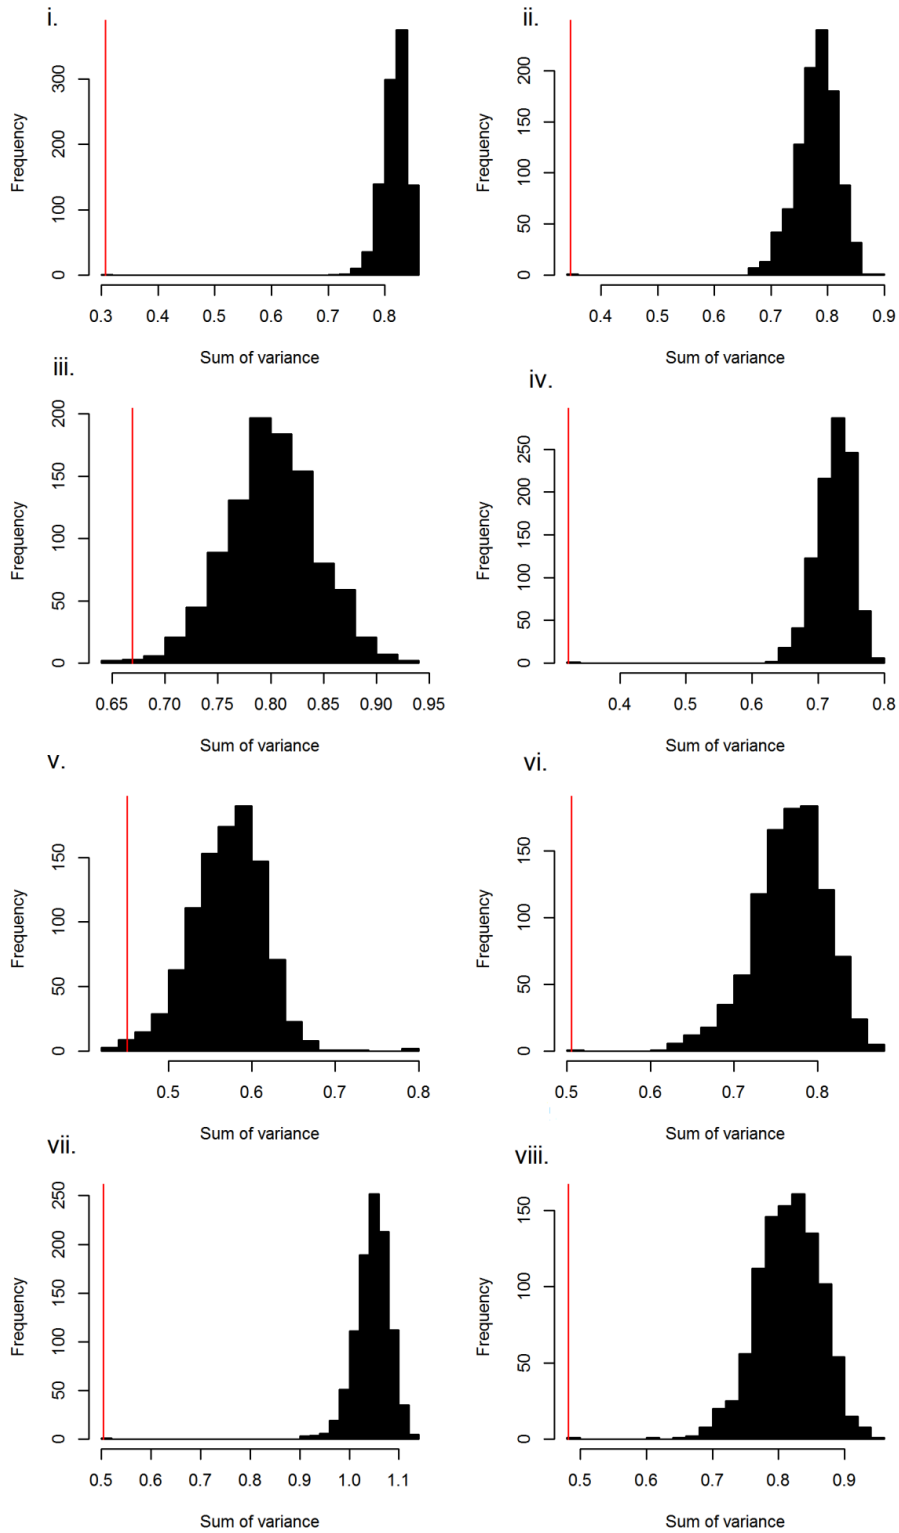 i.
Frequency
0 100 200 300
0.3 0.4 0.5 0.6 0.7 0.8
Sum of variance
ii.
Frequency
0 50 100 150 200
0.4 0.5 0.6 0.7 0.8 0.9
Sum of variance
iii.
Frequency
0 50 100 150 200
0.65 0.70 0.75 0.80 0.85 0.90 0.95
Sum of variance
iv.
Frequency
0 50 100 150 200 250
0.4 0.5 0.6 0.7 0.8
Sum of variance
v.
Frequency
0 50 100 150
0.5 0.6 0.7 0.8
Sum of variance
vi.
Frequency
0 50 100 150
0.5 0.6 0.7 0.8
Sum of variance
vii.
Frequency
0 50 100 150 200 250
0.5 0.6 0.7 0.8 0.9 1.0 1.1
Sum of variance
viii.
Frequency
0 50 100 150
0.5 0.6 0.7 0.8 0.9
Sum of variance